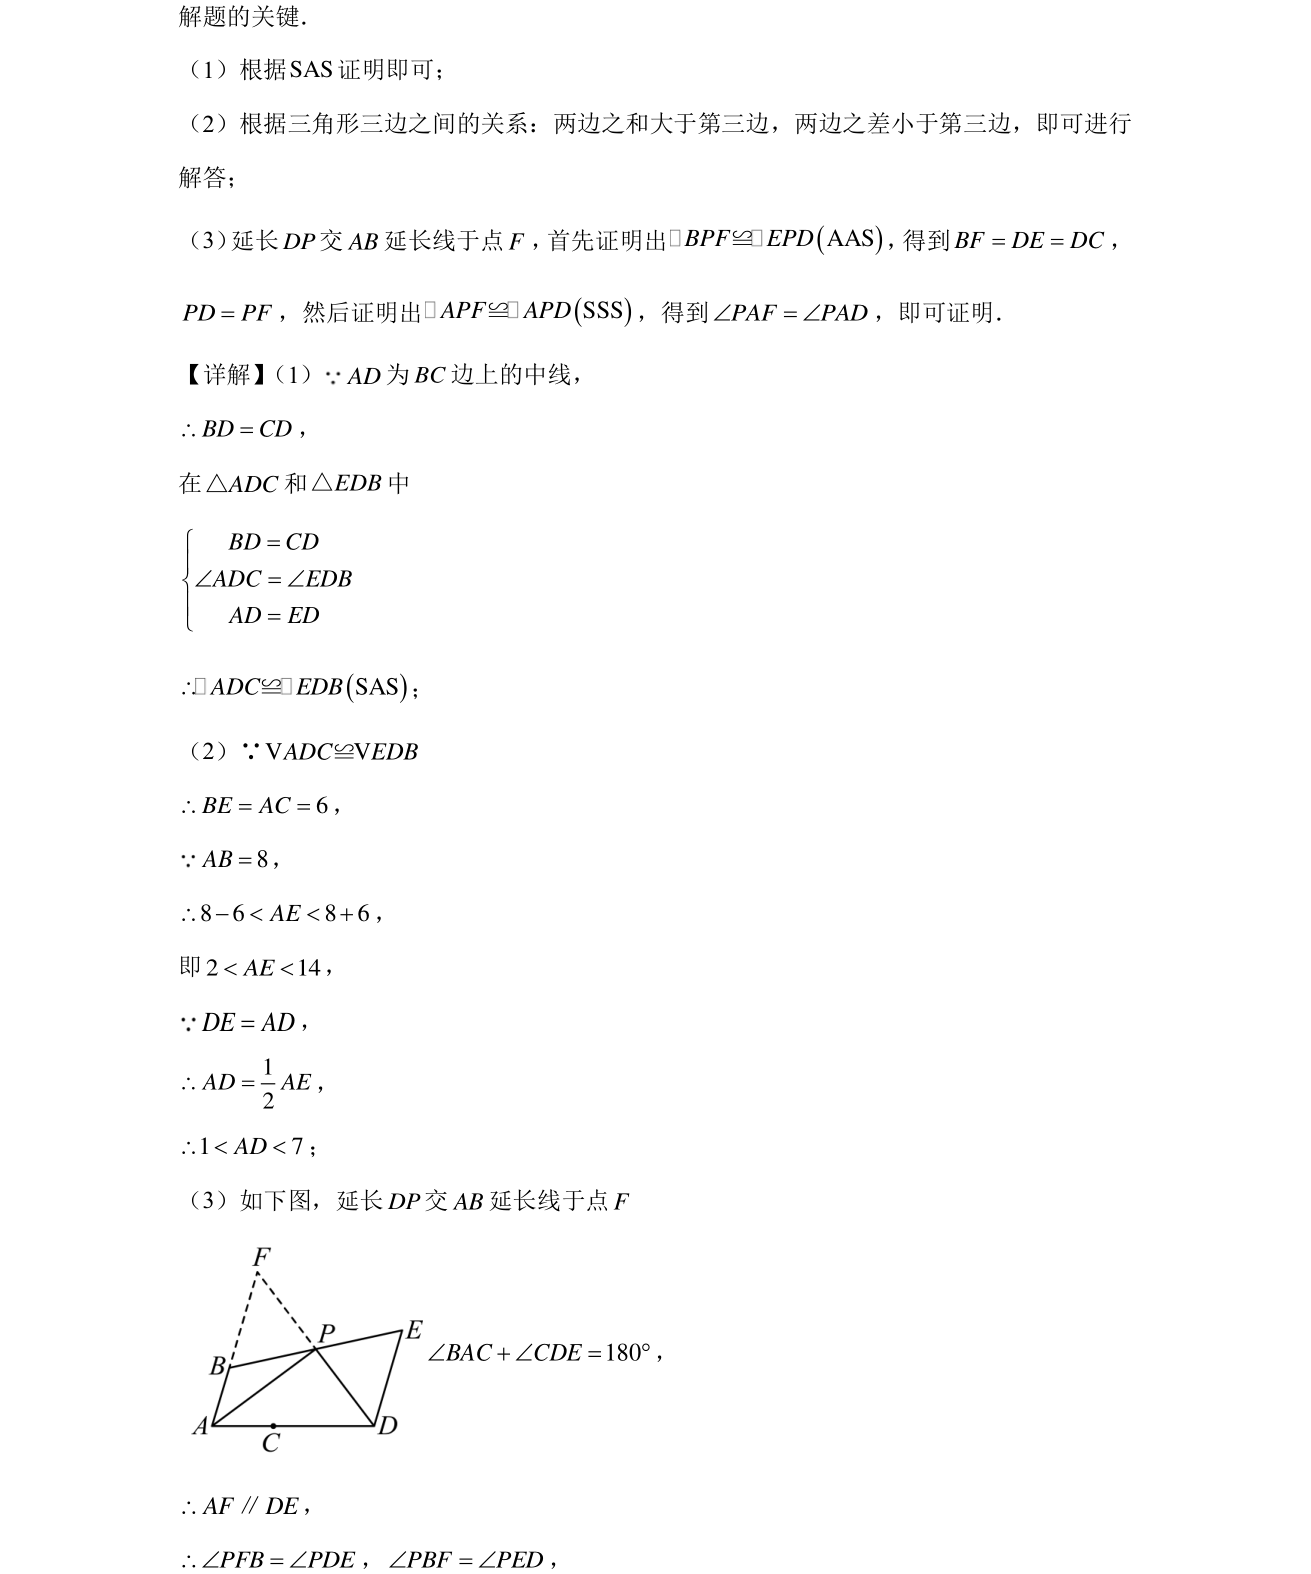 解题的关键．
（1）根据SAS证明即可；
（2）根据三角形三边之间的关系：两边之和大于第三边，两边之差小于第三边，即可进行
解答；
（3）延长DP交AB延长线于点F，首先证明出□BPF≌□EPD(AAS)，得到BF=DE=DC，
PD=PF，然后证明出□APF≌□APD(SSS)，得到∠PAF=∠PAD，即可证明．
【详解】（1）∵AD为BC边上的中线，
∴BD=CD，
在△ADC和△EDB中
BD=CD
∠ADC=∠EDB
AD=ED
∴□ADC≌□EDB(SAS)；
（2）∵VADC≌VEDB
∴BE=AC=6，
∵AB=8，
∴8−6<AE<8+6，
即2<AE<14，
∵DE=AD，
∴AD=1/2AE，
∴1<AD<7；
（3）如下图，延长DP交AB延长线于点F
F
P
E
B
∠BAC+∠CDE=180°，
A
D
C
∴AF∥DE，
∴∠PFB=∠PDE，∠PBF=∠PED，